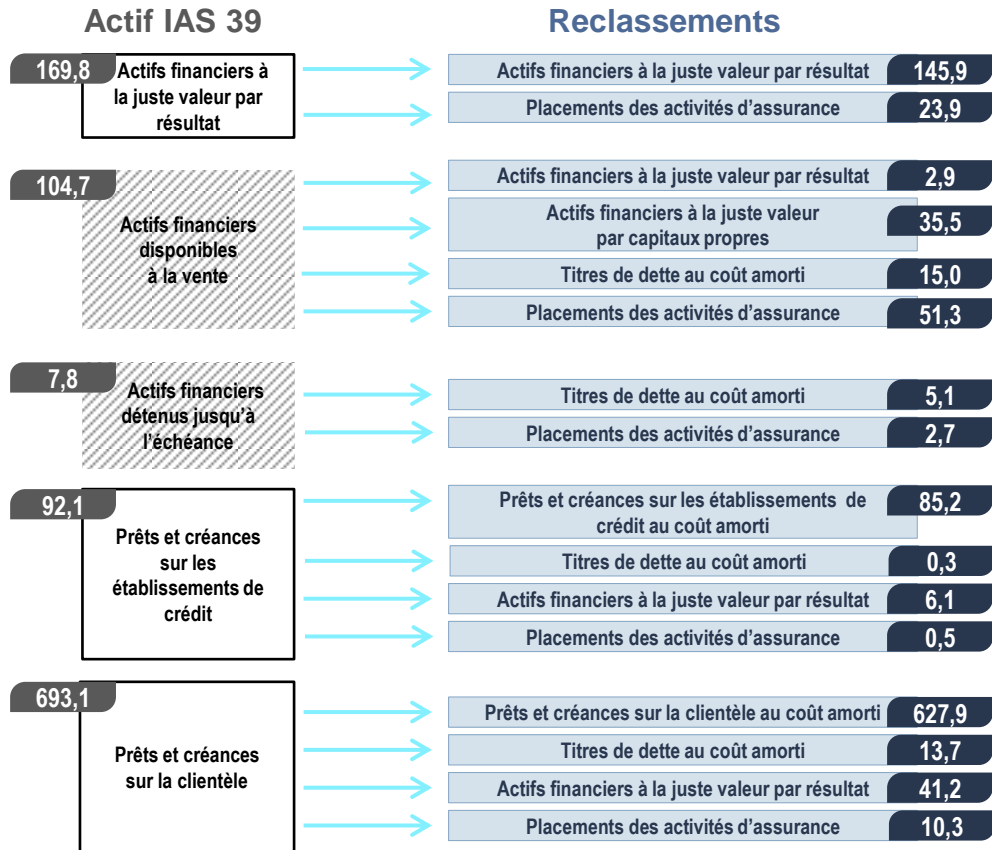 Actif IAS 39
Reclassements
169,8
Actifs financiers à
la juste valeur par
résultat
Actifs financiers à la juste valeur par résultat 145,9
Placements des activités d'assurance 23,9
104,7
Actifs financiers
disponibles
à la vente
Actifs financiers à la juste valeur par résultat 2,9
Actifs financiers à la juste valeur
par capitaux propres
35,5
Titres de dette au coût amorti 15,0
Placements des activités d'assurance 51,3
7,8
Actifs financiers
détenus jusqu'à
l'échéance
Titres de dette au coût amorti 5,1
Placements des activités d'assurance 2,7
92,1
Prêts et créances
sur les
établissements de
crédit
Prêts et créances sur les établissements de
crédit au coût amorti
85,2
Titres de dette au coût amorti 0,3
Actifs financiers à la juste valeur par résultat 6,1
Placements des activités d'assurance 0,5
693,1
Prêts et créances
sur la clientèle
Prêts et créances sur la clientèle au coût amorti 627,9
Titres de dette au coût amorti 13,7
Actifs financiers à la juste valeur par résultat 41,2
Placements des activités d'assurance 10,3